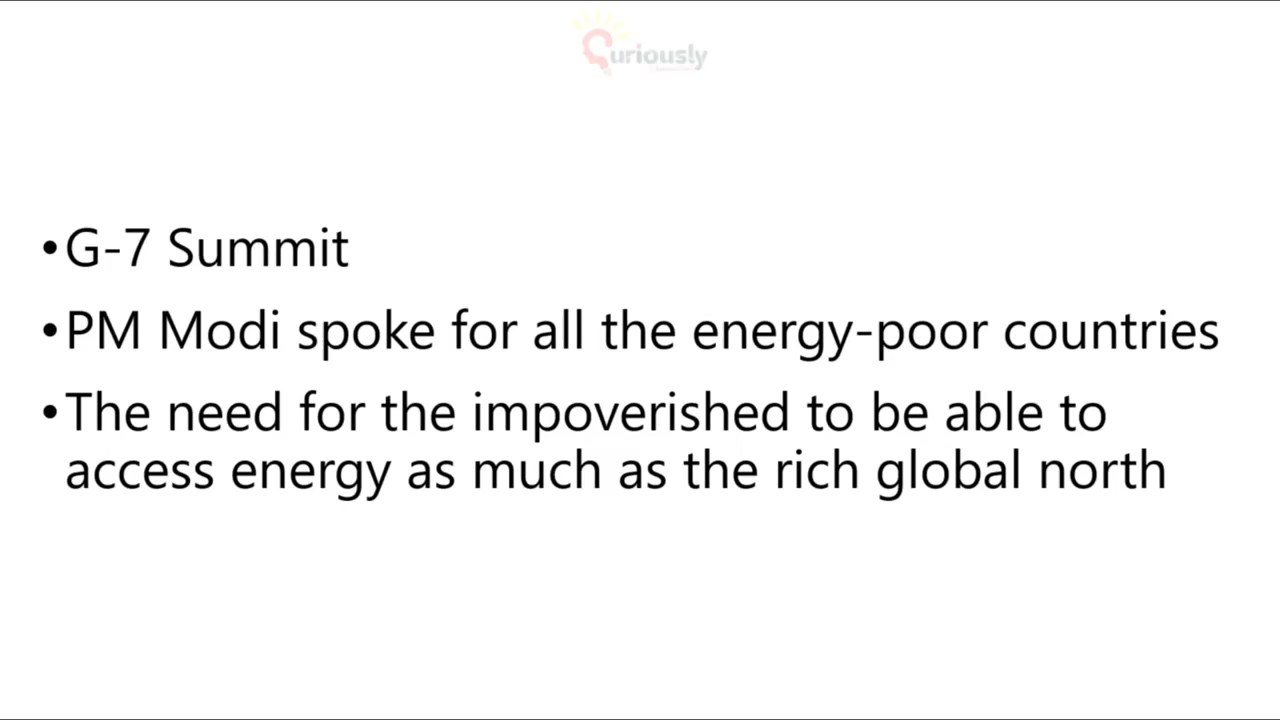 Curiously
•G-7 Summit
•PM Modi spoke for all the energy-poor countries
•The need for the impoverished to be able to
access energy as much as the rich global north